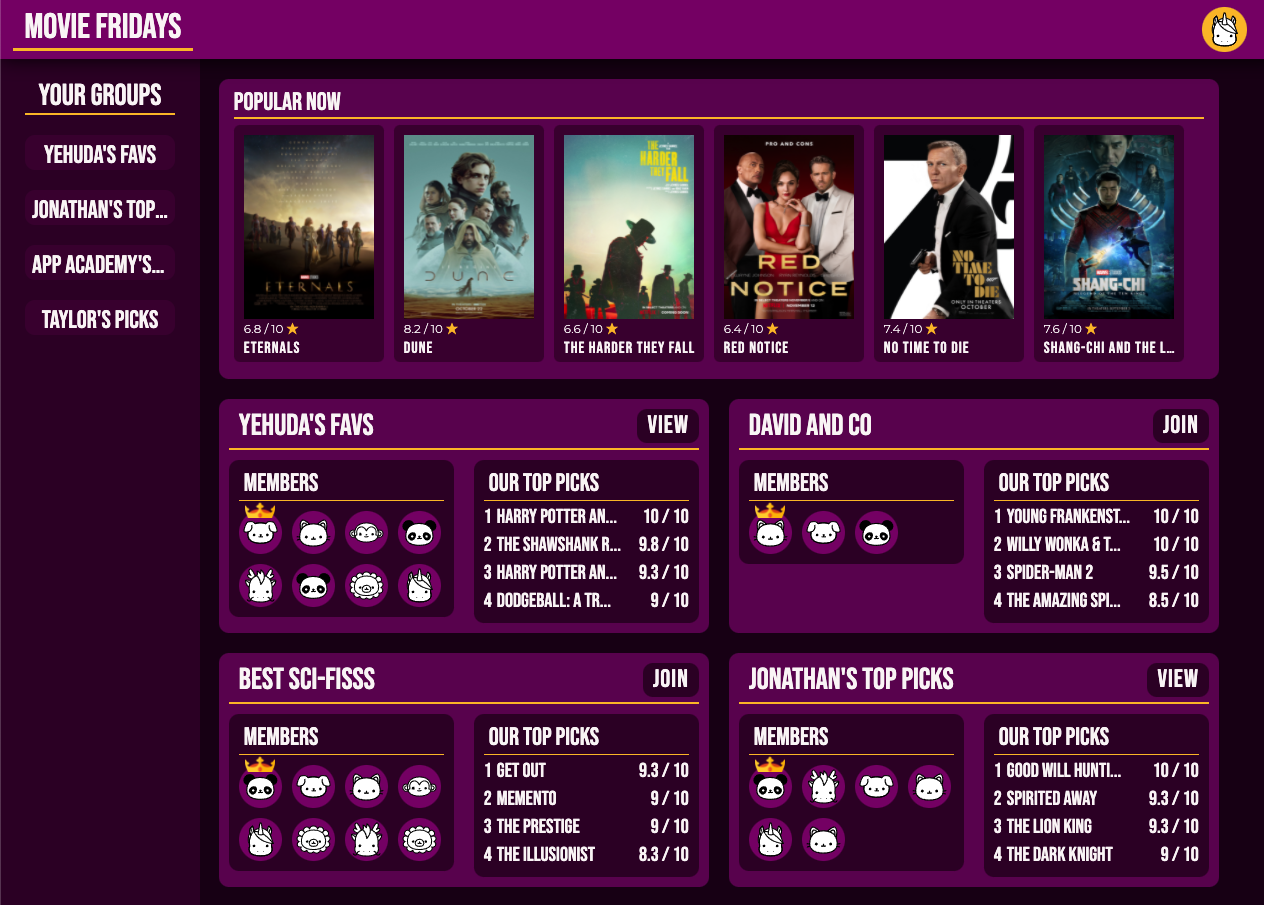 MOVIE FRIDAYS
YOUR GROUPS
YEHUDA'S FAVS
JONATHAN'S TOP...
APP ACADEMY'S...
TAYLOR'S PICKS
POPULAR NOW
ETERNALS
DUNE
THE HARDER THEY FALL
PRO AND CONS
RED NOTICE
NO TIME TO DIE
ONLY IN THEATERS
OCTOBER
SHANG-CHI
6.8 / 10
ETERNALS
8.2 / 10
DUNE
6.6 / 10
THE HARDER THEY FALL
6.4 / 10
RED NOTICE
7.4 / 10
NO TIME TO DIE
7.6 / 10
SHANG-CHI AND THE L...
YEHUDA'S FAVS
VIEW
MEMBERS
OUR TOP PICKS
1 HARRY POTTER AN... 10 / 10
2 THE SHAWSHANK R... 9.8 / 10
3 HARRY POTTER AN... 9.3 / 10
4 DODGEBALL: A TR... 9 / 10
DAVID AND CO
JOIN
MEMBERS
OUR TOP PICKS
1 YOUNG FRANKENST... 10 / 10
2 WILLY WONKA & T... 10 / 10
3 SPIDER-MAN 2 9.5 / 10
4 THE AMAZING SPI... 8.5 / 10
BEST SCI-FISSS
JOIN
MEMBERS
OUR TOP PICKS
1 GET OUT 9.3 / 10
2 MEMENTO 9 / 10
3 THE PRESTIGE 9 / 10
4 THE ILLUSIONIST 8.3 / 10
JONATHAN'S TOP PICKS
VIEW
MEMBERS
OUR TOP PICKS
1 GOOD WILL HUNTI... 10 / 10
2 SPIRITED AWAY 9.3 / 10
3 THE LION KING 9.3 / 10
4 THE DARK KNIGHT 9 / 10